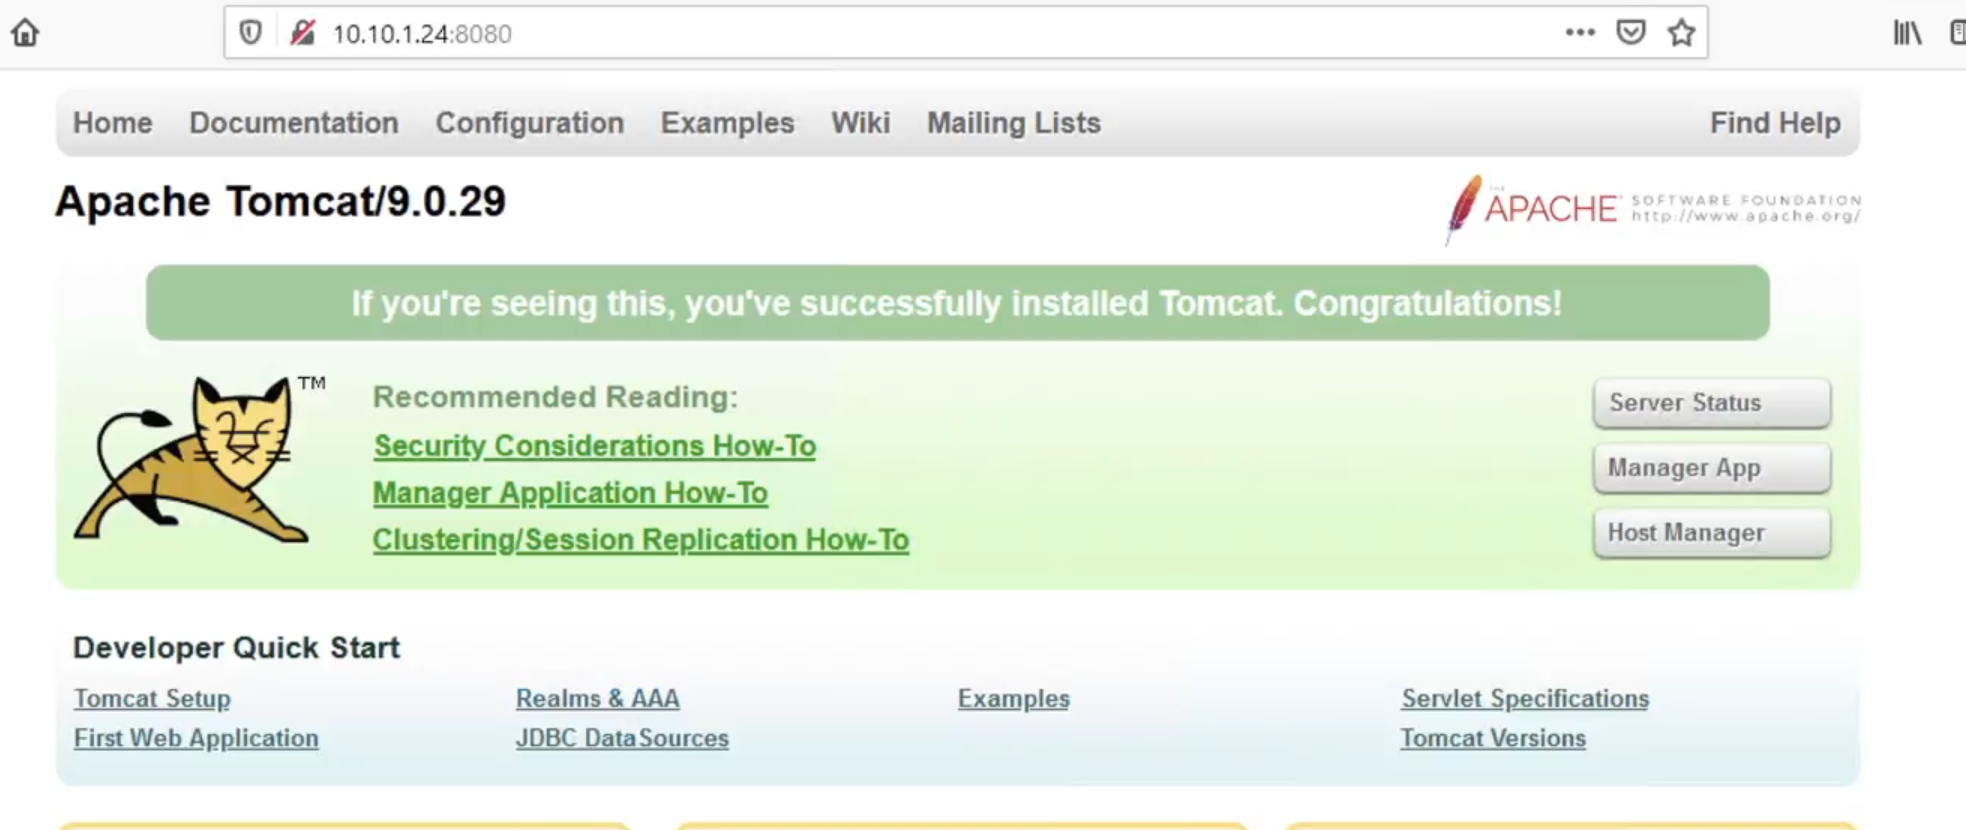 10.10.1.24:8080
Home Documentation Configuration Examples Wiki Mailing Lists Find Help
Apache Tomcat/9.0.29
THE
APACHE® SOFTWARE FOUNDATION
http://www.apache.org/
If you're seeing this, you've successfully installed Tomcat. Congratulations!
TM
Recommended Reading:
Security Considerations How-To
Manager Application How-To
Clustering/Session Replication How-To
Server Status
Manager App
Host Manager
Developer Quick Start
Tomcat Setup
First Web Application
Realms & AAA
JDBC DataSources
Examples
Servlet Specifications
Tomcat Versions